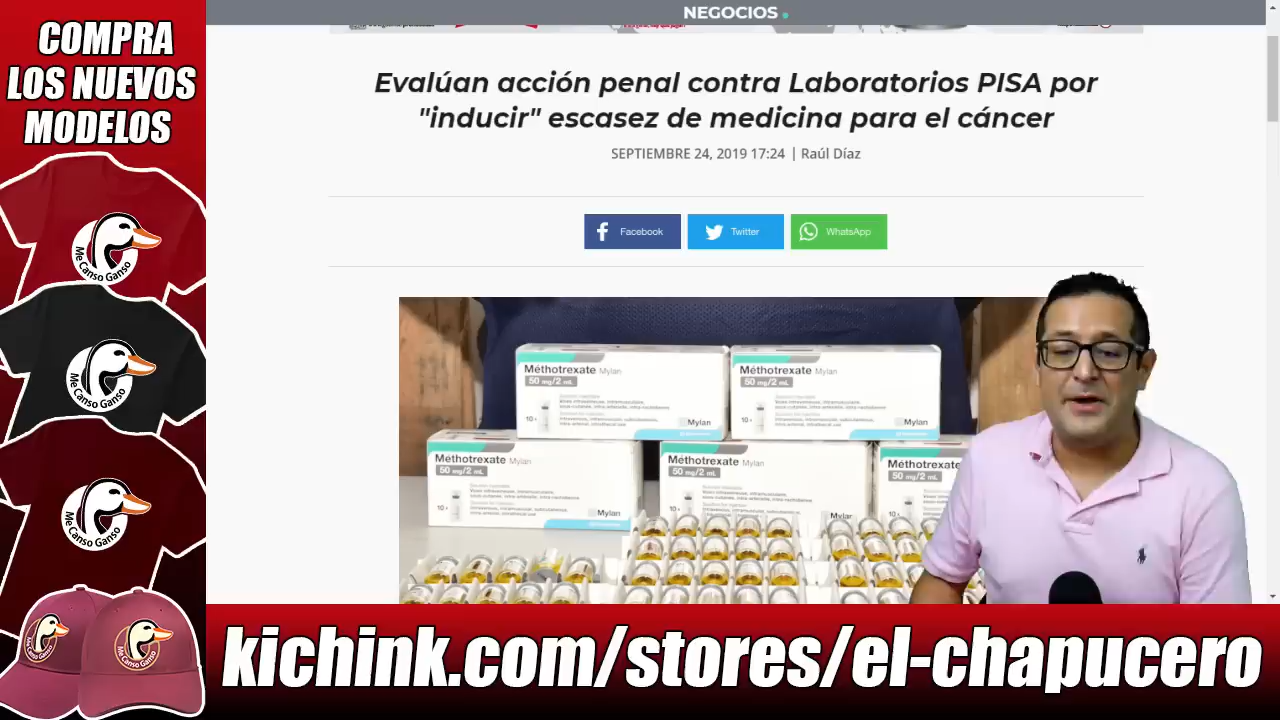 COMPRA
LOS NUEVOS
MODELOS
Me Canso Ganso
Me Canso Ganso
Me Canso Ganso
Me Canso Ganso
Me Canso Ganso
NEGOCIOS
Evalúan acción penal contra Laboratorios PISA por
"inducir" escasez de medicina para el cáncer
SEPTIEMBRE 24, 2019 17:24 | Raúl Díaz
Facebook
Twitter
WhatsApp
Méthotrexate Mylan
50 mg/2 mL
Mylan
Méthotrexate Mylan
50 mg/2 mL
Mylan
Méthotrexate Mylan
50 mg/2 mL
Mylan
Méthotrexate Mylan
50 mg/2 mL
Mylan
Méthotrexate
50 mg/2 mL
kichink.com/stores/el-chapucero